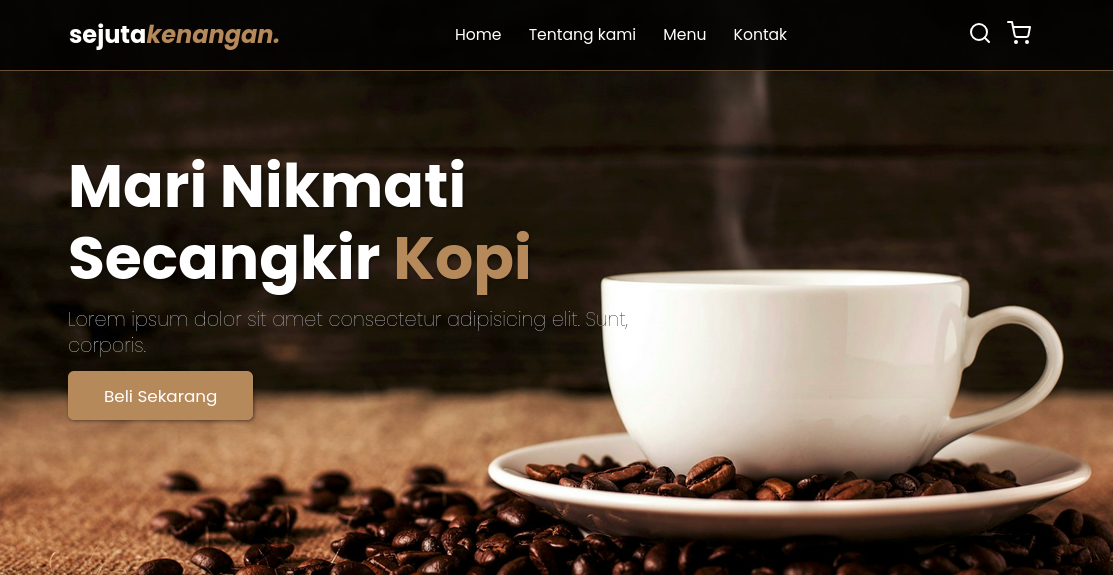 sejutakenangan.
Home Tentang kami Menu Kontak
Mari Nikmati
Secangkir Kopi
Lorem ipsum dolor sit amet consectetur adipisicing elit. Sunt,
corporis.
Beli Sekarang